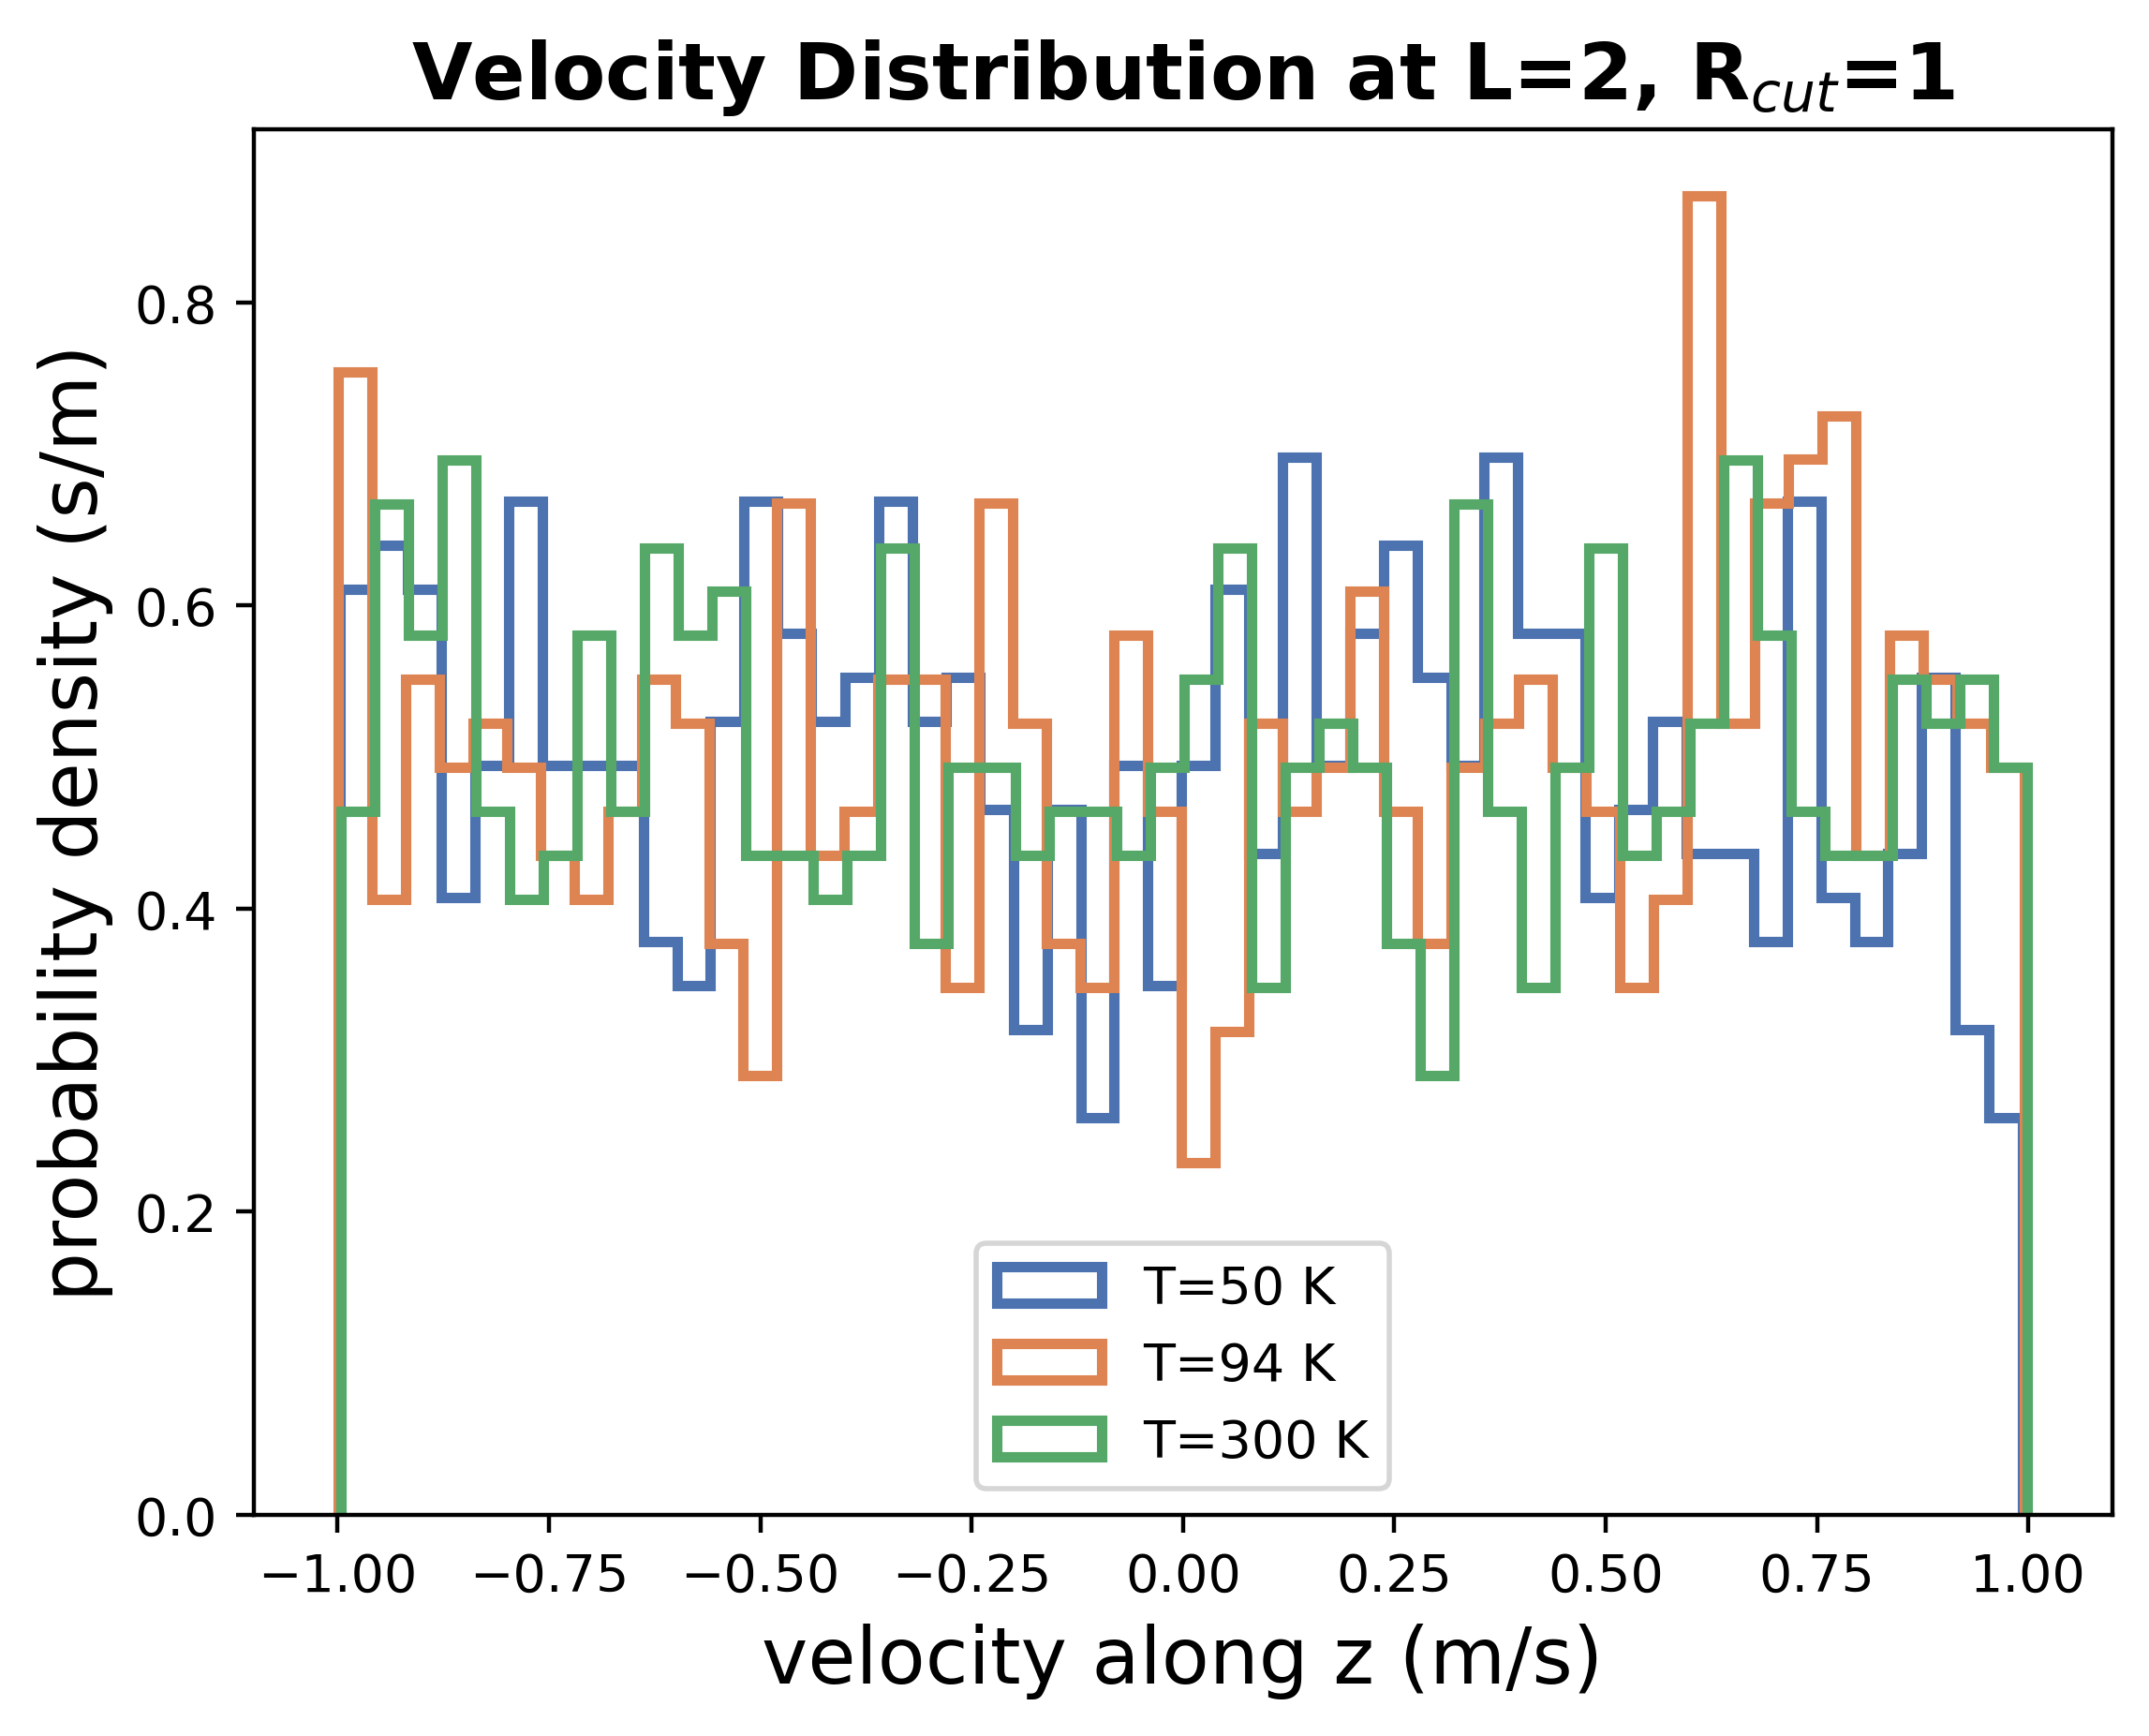 Velocity Distribution at L=2, R_cut=1
probability density (s/m)
0.8
0.6
0.4
0.2
0.0
T=50 K
T=94 K
T=300 K
−1.00 −0.75 −0.50 −0.25 0.00 0.25 0.50 0.75 1.00
velocity along z (m/s)